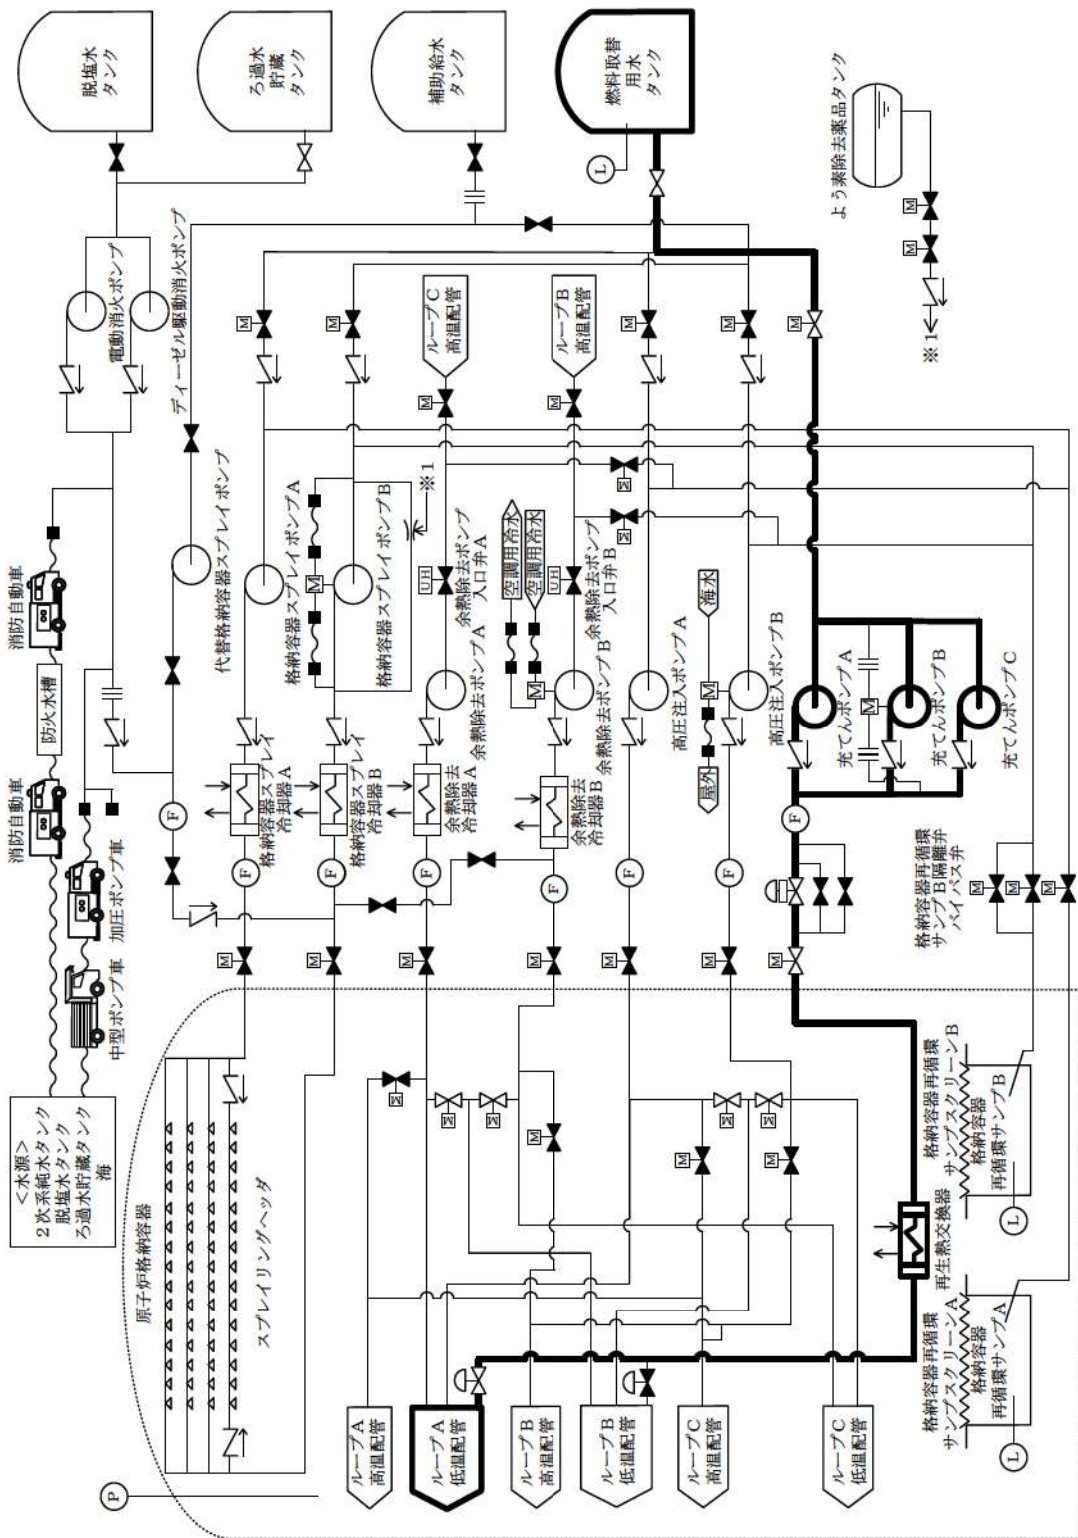 脱塩水
タンク
ろ過水
貯蔵
タンク
補助給水
タンク
燃料取替
用水
タンク
よう素除去薬品タンク
※1
L
M
M
電動消火ポンプ
ディーゼル駆動消火ポンプ
消防自動車
防火水槽
消防自動車
加圧ポンプ車
中型ポンプ車
<水源>
2次系純水タンク
脱塩水タンク
ろ過水貯蔵タンク
海
代替格納容器スプレイポンプ
格納容器スプレイポンプA
格納容器スプレイポンプB
※1
ループC
高温配管
ループB
高温配管
M
M
M
M
M
M
M
M
M
M
M
UH
余熱除去ポンプ
入口弁A
UH
余熱除去ポンプ
入口弁B
空調用冷水
空調用冷水
余熱除去ポンプA
余熱除去ポンプB
M
海水
屋外
M
高圧注入ポンプA
高圧注入ポンプB
充てんポンプA
M
充てんポンプB
充てんポンプC
格納容器スプレイ
冷却器A
格納容器スプレイ
冷却器B
余熱除去
冷却器A
余熱除去
冷却器B
F
F
F
F
F
F
F
F
M
M
M
M
M
M
M
格納容器再循環
サンプB隔離弁
バイパス弁
M
M
M
原子炉格納容器
スプレイリングヘッダ
P
M
M
M
M
M
M
M
M
ループA
高温配管
ループA
低温配管
ループB
高温配管
ループB
低温配管
ループC
高温配管
ループC
低温配管
再生熱交換器
格納容器再循環
サンプスクリーンB
格納容器
再循環サンプB
L
格納容器再循環
サンプスクリーンA
格納容器
再循環サンプA
L